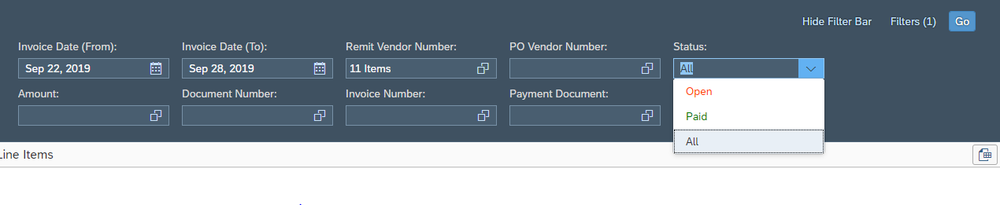 Hide Filter Bar Filters (1) Go
Invoice Date (From): Invoice Date (To): Remit Vendor Number: PO Vendor Number: Status:
Sep 22, 2019 Sep 28, 2019 11 Items All
Amount: Document Number: Invoice Number: Payment Document:
Open
Paid
All
Line Items